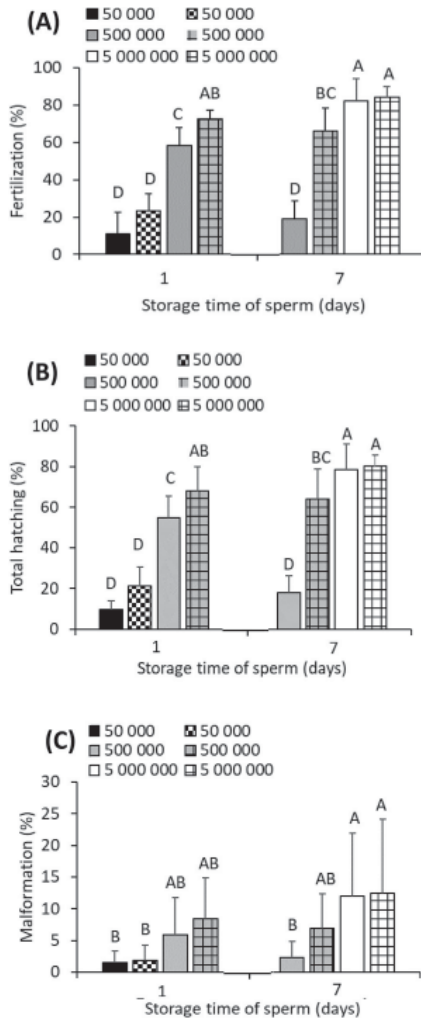 (A)
50 000 50 000
500 000 500 000
5 000 000 5 000 000
Fertilization (%)
100
80
60
40
20
0
D D C AB D BC A A
1 7
Storage time of sperm (days)
(B)
50 000 50 000
500 000 500 000
5 000 000 5 000 000
Total hatching (%)
100
80
60
40
20
0
D D C AB D BC A A
1 7
Storage time of sperm (days)
(C)
50 000 50 000
500 000 500 000
5 000 000 5 000 000
Malformation (%)
30
25
20
15
10
5
0
B B AB AB B AB A A
1 7
Storage time of sperm (days)